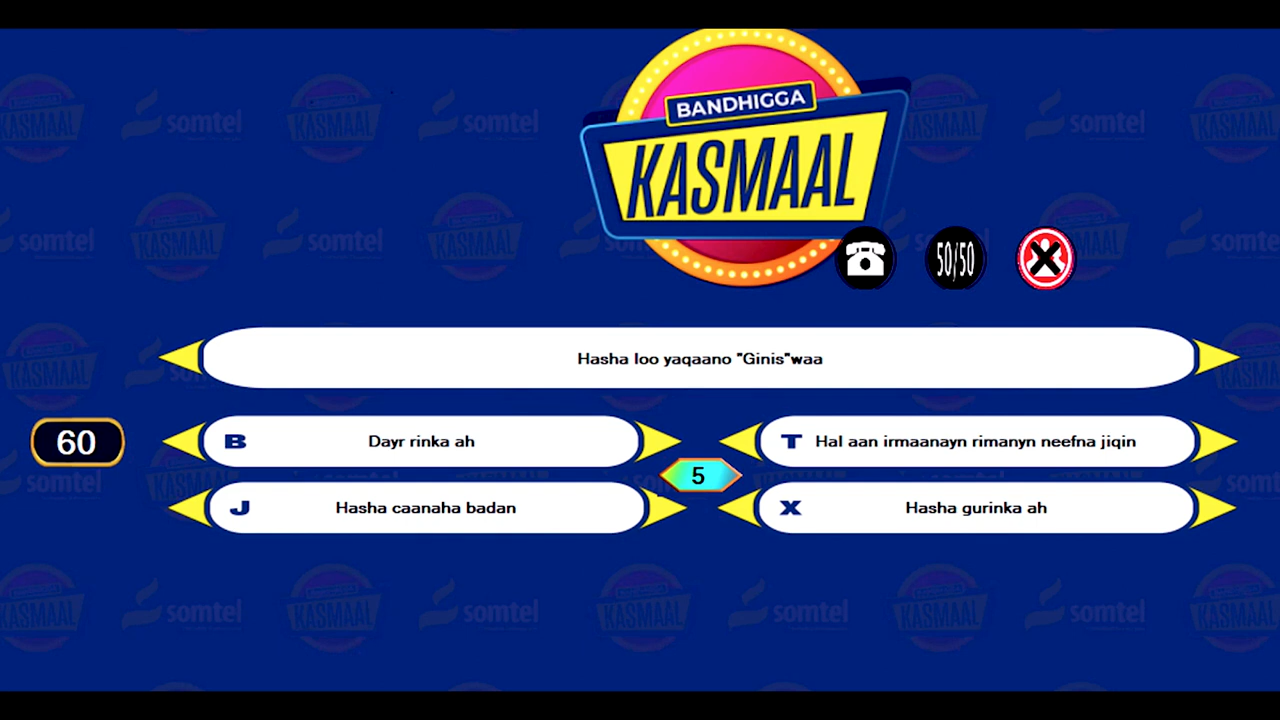 BANDHIGGA
KASMAAL
50/50
Hasha loo yaqaano "Ginis"waa
60
B Dayr rinka ah
T Hal aan irmaanayn rimanyn neefna jiqin
5
J Hasha caanaha badan
X Hasha gurinka ah
somtel